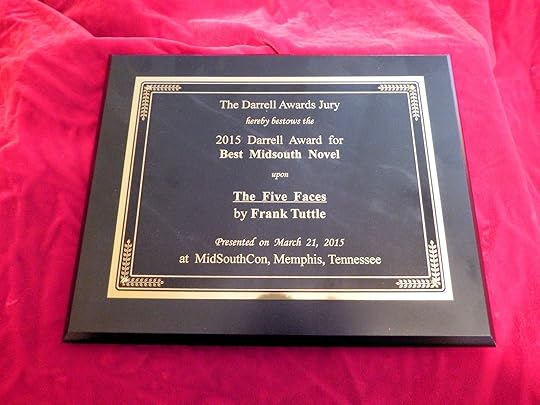 The Darrell Awards Jury
hereby bestows the
2015 Darrell Award for
Best Midsouth Novel
upon
The Five Faces
by Frank Tuttle
Presented on March 21, 2015
at MidSouthCon, Memphis, Tennessee